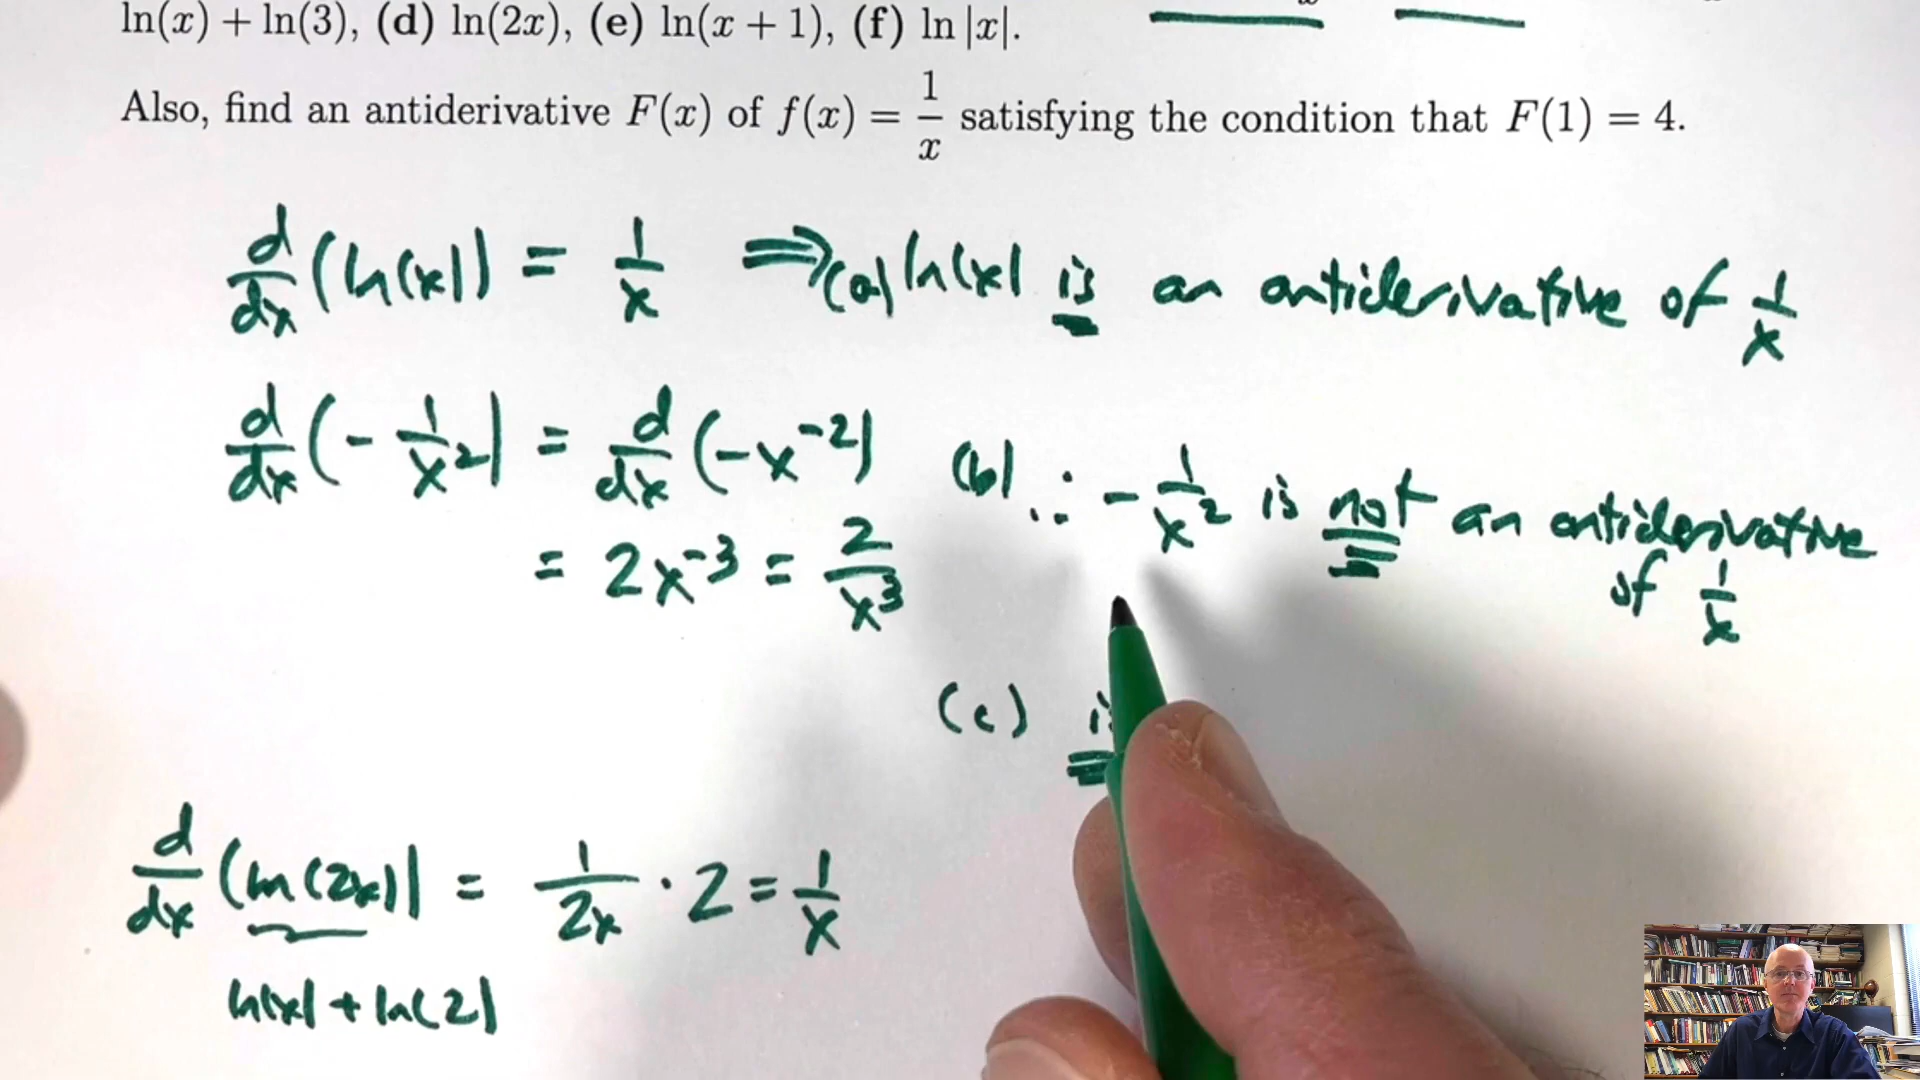 ln(x) + ln(3), (d) ln(2x), (e) ln(x + 1), (f) ln |x|.
Also, find an antiderivative F(x) of f(x) = 1/x satisfying the condition that F(1) = 4.
d/dx (ln(x)) = 1/x ⇒ (a) ln(x) is an antiderivative of 1/x
d/dx (- 1/x²) = d/dx (-x⁻²) (b) ∴ - 1/x² is not an antiderivative
of 1/x
= 2x⁻³ = 2/x³
(c)
d/dx (ln(2x)) = 1/2x · 2 = 1/x
ln(x) + ln(2)